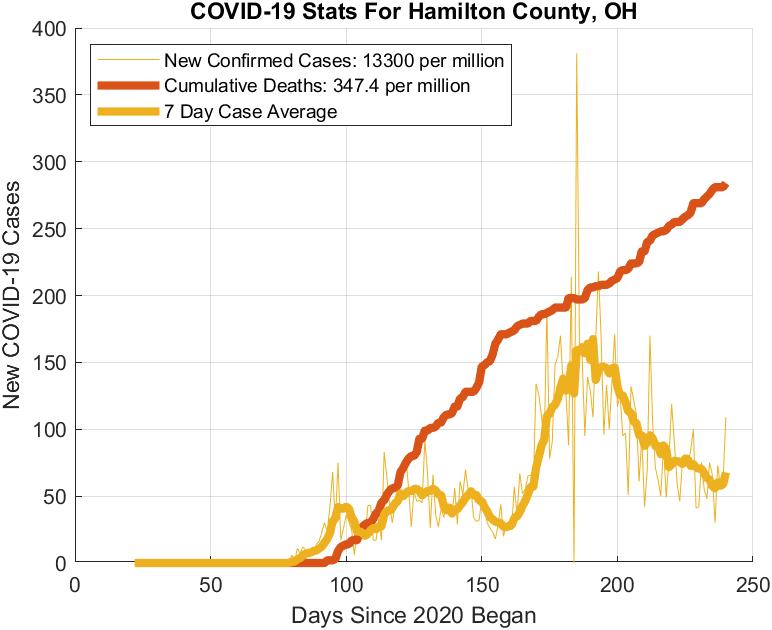 COVID-19 Stats For Hamilton County, OH
New Confirmed Cases: 13300 per million
Cumulative Deaths: 347.4 per million
7 Day Case Average
New COVID-19 Cases
400
350
300
250
200
150
100
50
0
0 50 100 150 200 250
Days Since 2020 Began